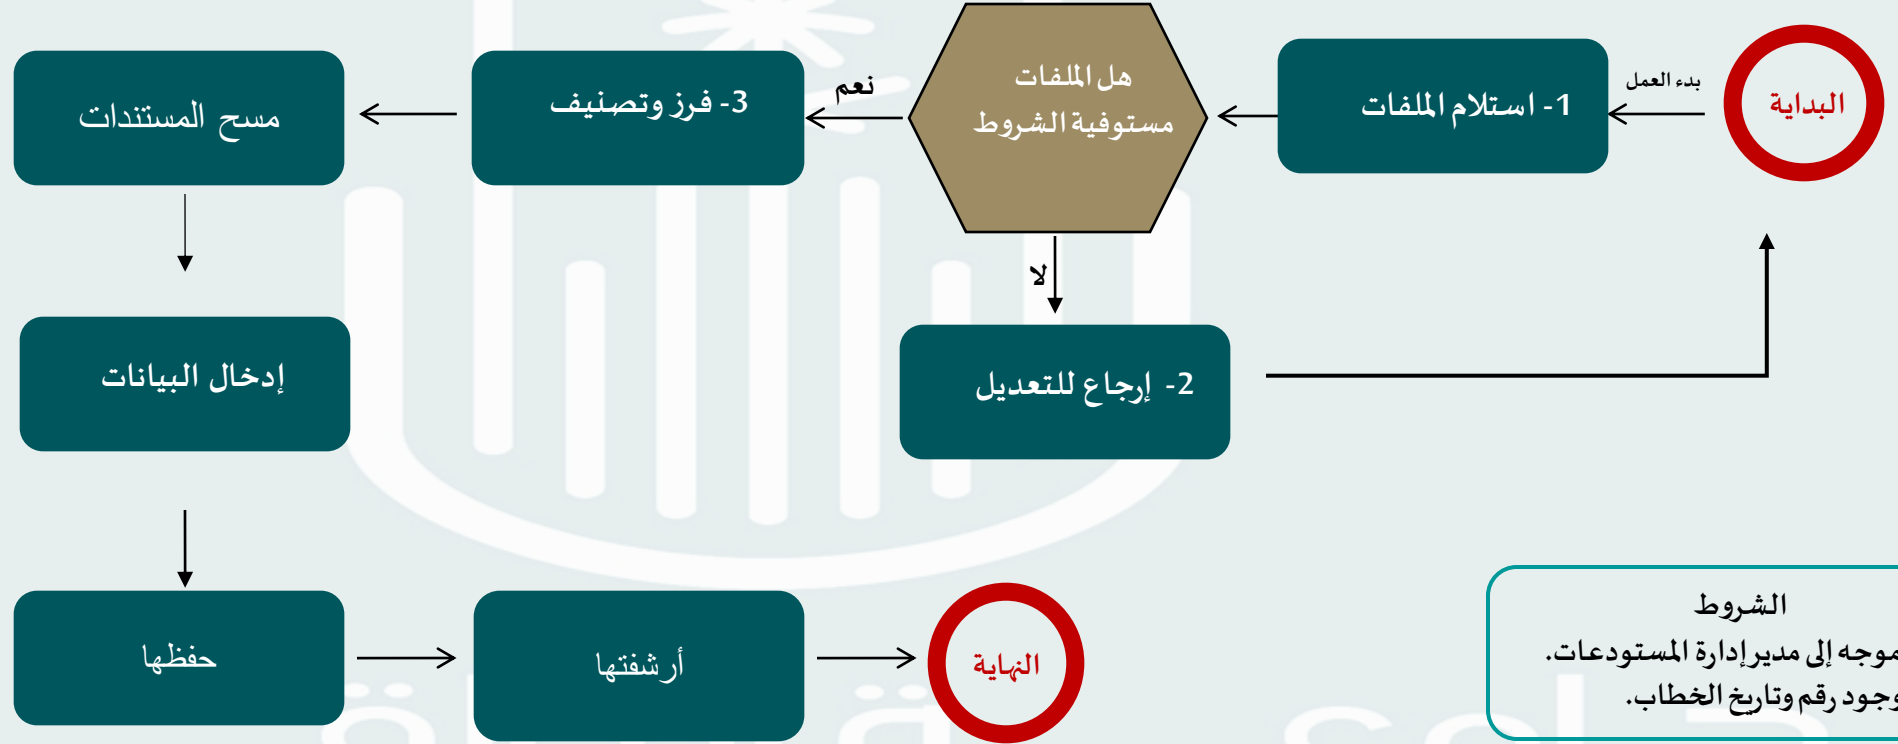 البداية
بدء العمل
1- استلام الملفات
هل الملفات
مستوفية الشروط
نعم
3- فرز وتصنيف
مسح المستندات
لا
2- إرجاع للتعديل
إدخال البيانات
حفظها
أرشفتها
النهاية
الشروط
موجه إلى مدير إدارة المستودعات.
وجود رقم وتاريخ الخطاب.